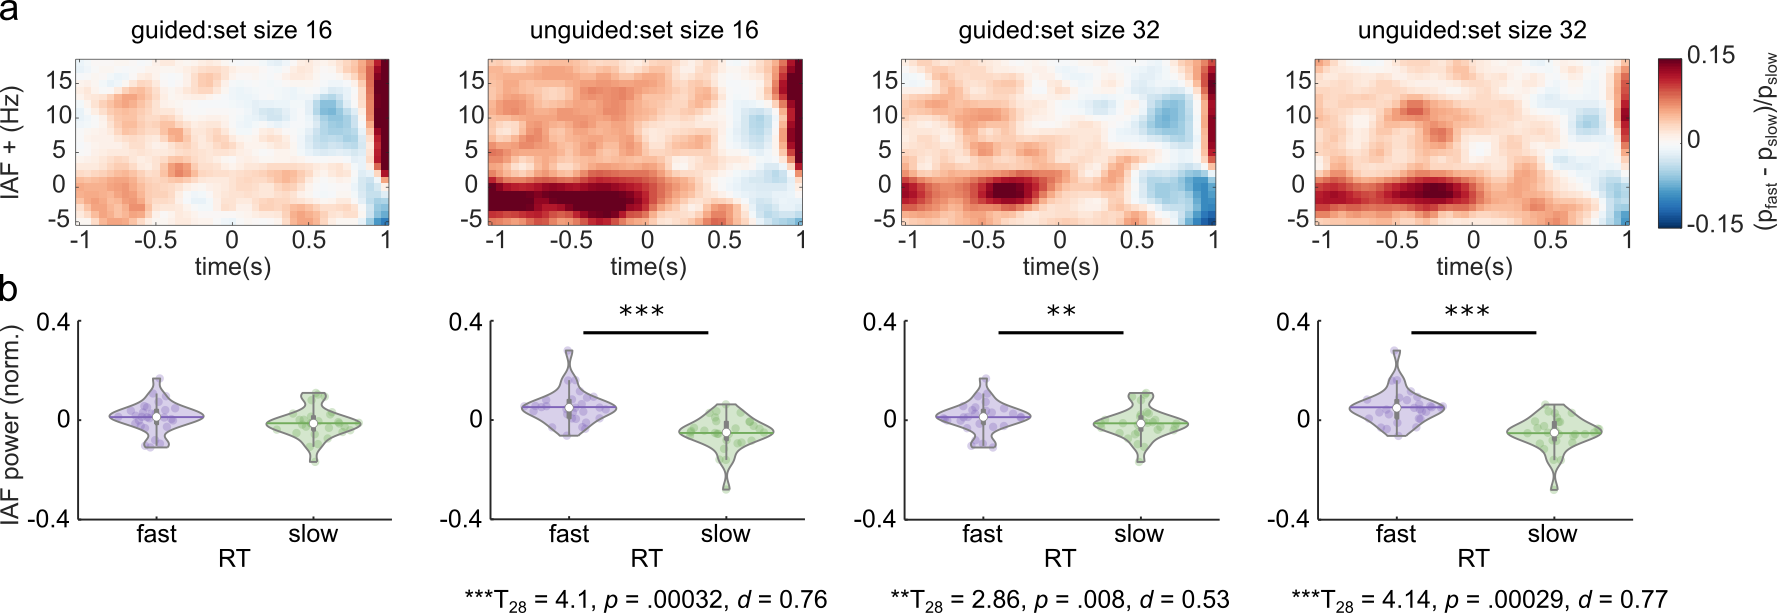 a
guided:set size 16
unguided:set size 16
guided:set size 32
unguided:set size 32
IAF + (Hz)
15
10
5
0
-5
-1 -0.5 0 0.5 1
time(s)
15
10
5
0
-5
-1 -0.5 0 0.5 1
time(s)
15
10
5
0
-5
-1 -0.5 0 0.5 1
time(s)
15
10
5
0
-5
-1 -0.5 0 0.5 1
time(s)
0.15
0
-0.15
(pfast - pslow)/pslow
b
IAF power (norm.)
0.4
0
-0.4
fast slow
RT
***
0.4
0
-0.4
fast slow
RT
***T28 = 4.1, p = .00032, d = 0.76
**
0.4
0
-0.4
fast slow
RT
**T28 = 2.86, p = .008, d = 0.53
***
0.4
0
-0.4
fast slow
RT
***T28 = 4.14, p = .00029, d = 0.77